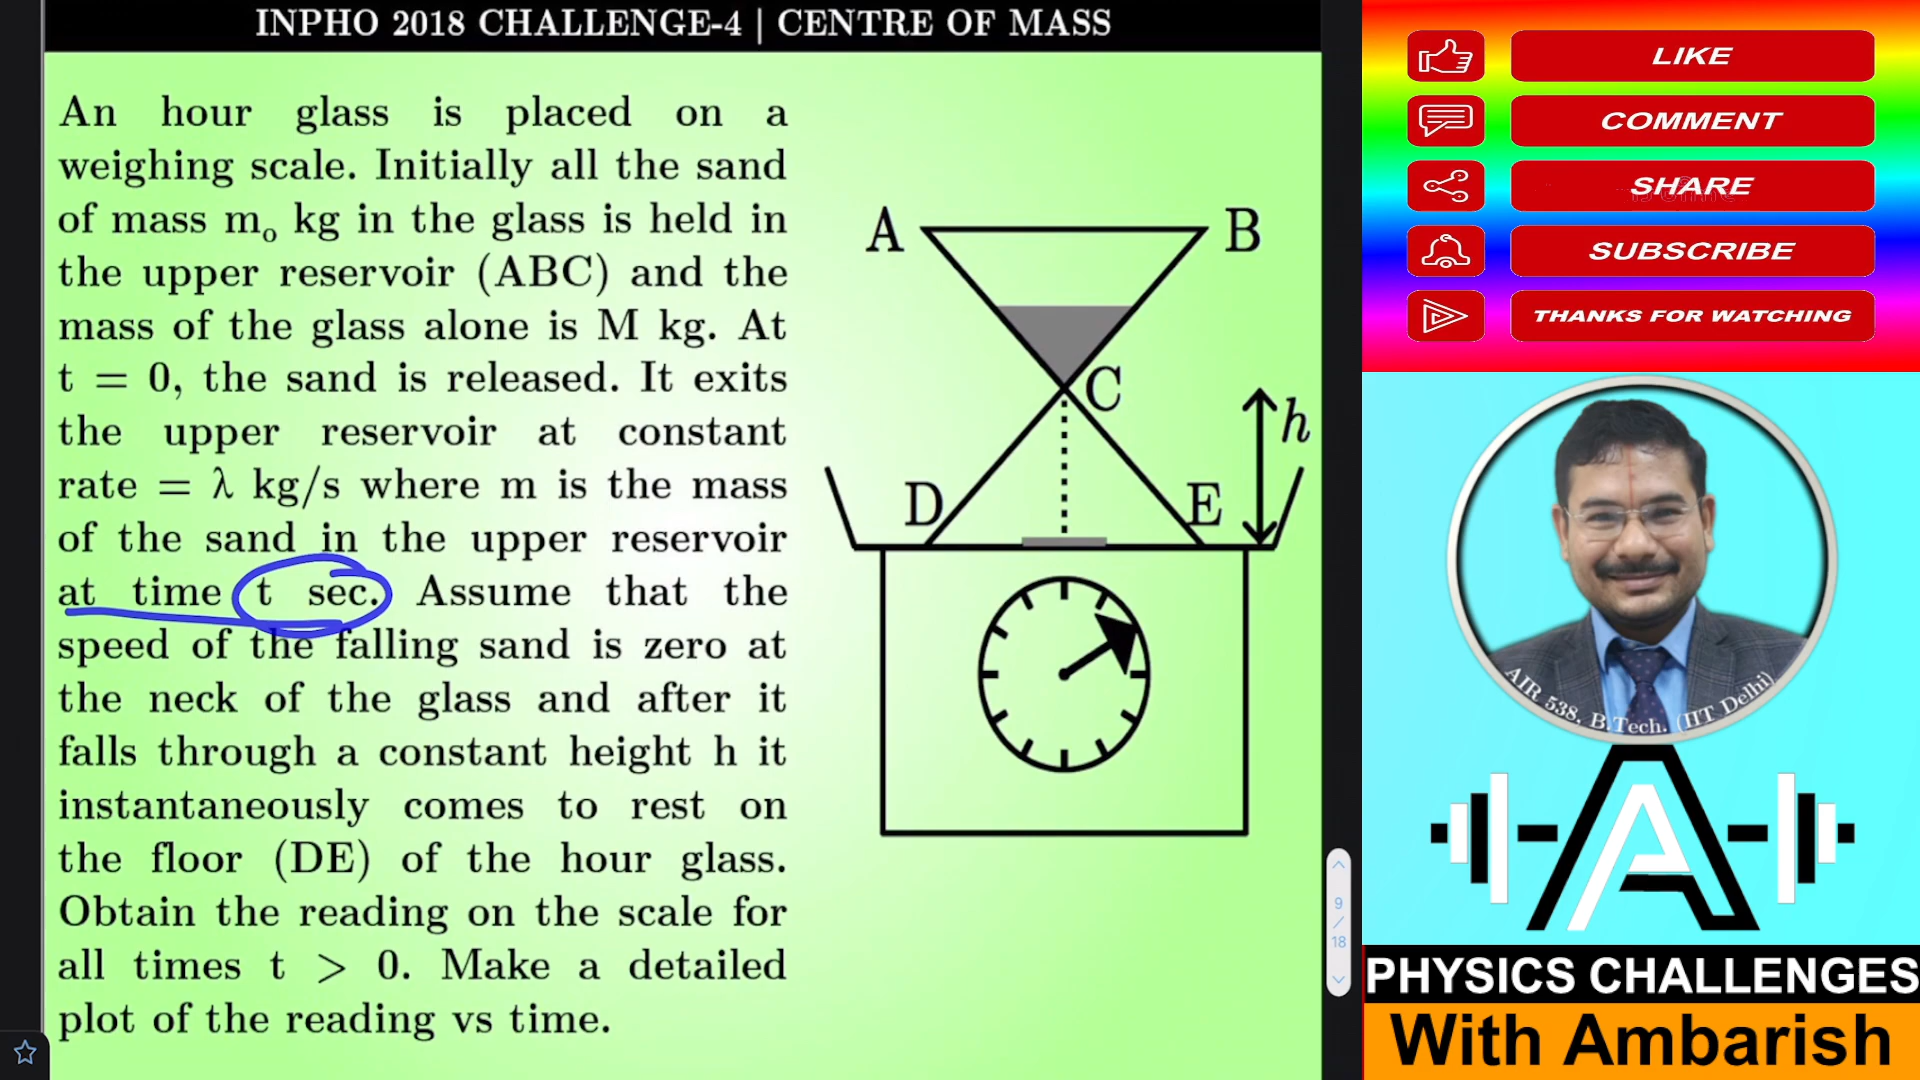 INPHO 2018 CHALLENGE-4 | CENTRE OF MASS
An hour glass is placed on a
weighing scale. Initially all the sand
of mass mₒ kg in the glass is held in
the upper reservoir (ABC) and the
mass of the glass alone is M kg. At
t = 0, the sand is released. It exits
the upper reservoir at constant
rate = λ kg/s where m is the mass
of the sand in the upper reservoir
at time t sec. Assume that the
speed of the falling sand is zero at
the neck of the glass and after it
falls through a constant height h it
instantaneously comes to rest on
the floor (DE) of the hour glass.
Obtain the reading on the scale for
all times t > 0. Make a detailed
plot of the reading vs time.
A
B
C
h
D
E
9
/
18
LIKE
COMMENT
SHARE
SUBSCRIBE
THANKS FOR WATCHING
AIR 538, B.Tech. (IIT Delhi)
A
PHYSICS CHALLENGES
With Ambarish